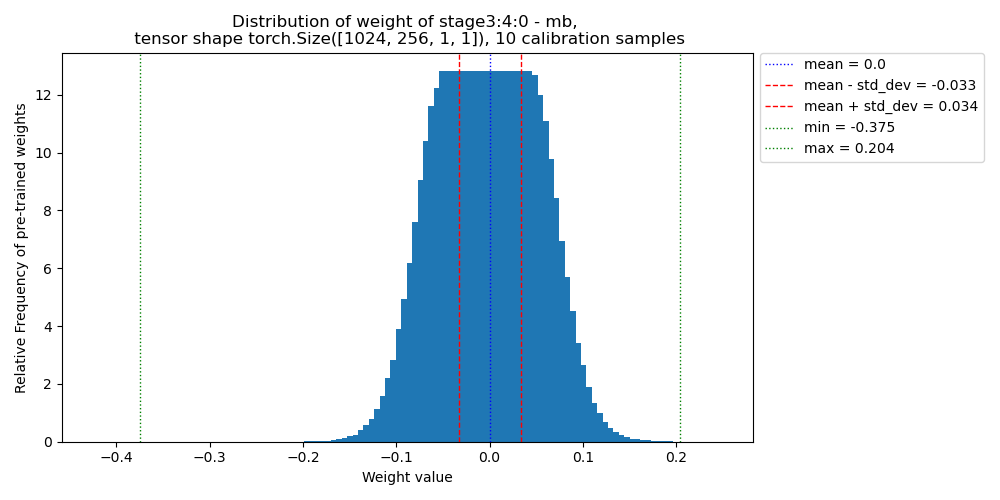 Distribution of weight of stage3:4:0 - mb,
tensor shape torch.Size([1024, 256, 1, 1]), 10 calibration samples
mean = 0.0
mean - std_dev = -0.033
mean + std_dev = 0.034
min = -0.375
max = 0.204
Relative Frequency of pre-trained weights
12
10
8
6
4
2
0
−0.4 −0.3 −0.2 −0.1 0.0 0.1 0.2
Weight value